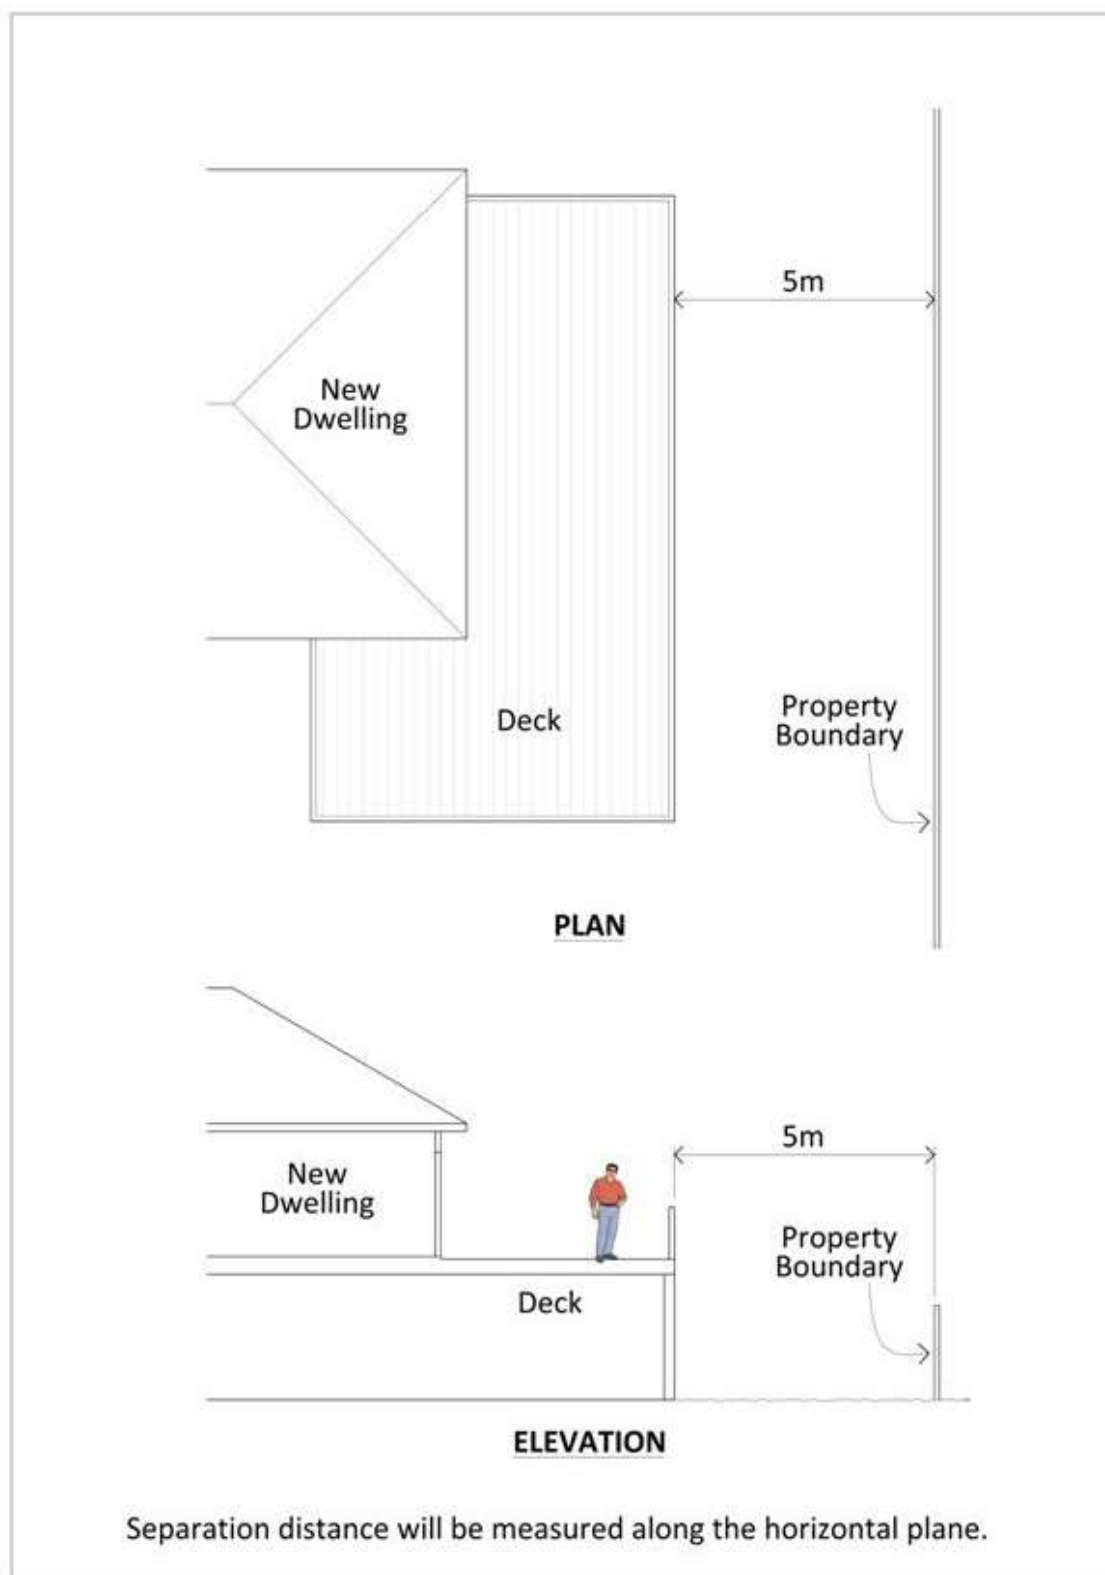 5m
New
Dwelling
Deck
Property
Boundary
PLAN
5m
New
Dwelling
Property
Boundary
Deck
ELEVATION
Separation distance will be measured along the horizontal plane.